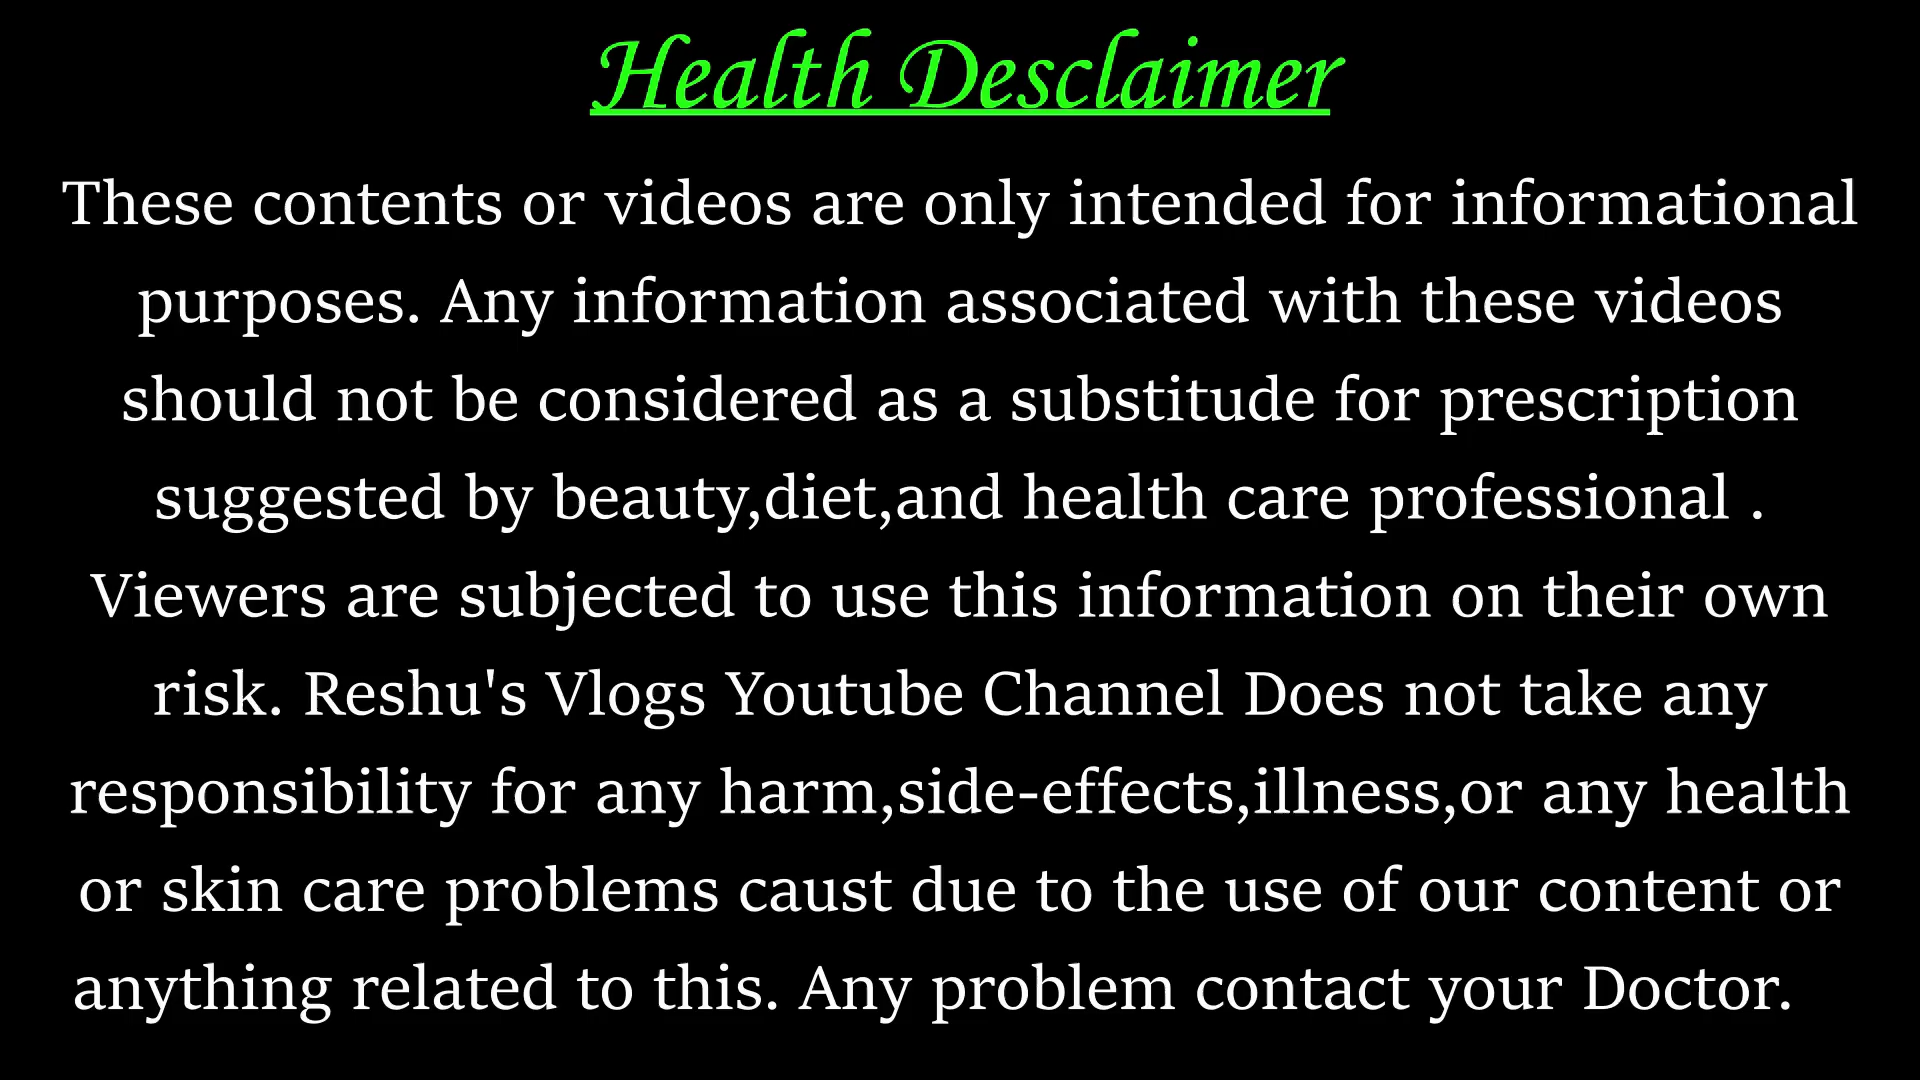 Health Desclaimer
These contents or videos are only intended for informational
purposes. Any information associated with these videos
should not be considered as a substitude for prescription
suggested by beauty,diet,and health care professional .
Viewers are subjected to use this information on their own
risk. Reshu's Vlogs Youtube Channel Does not take any
responsibility for any harm,side-effects,illness,or any health
or skin care problems caust due to the use of our content or
anything related to this. Any problem contact your Doctor.